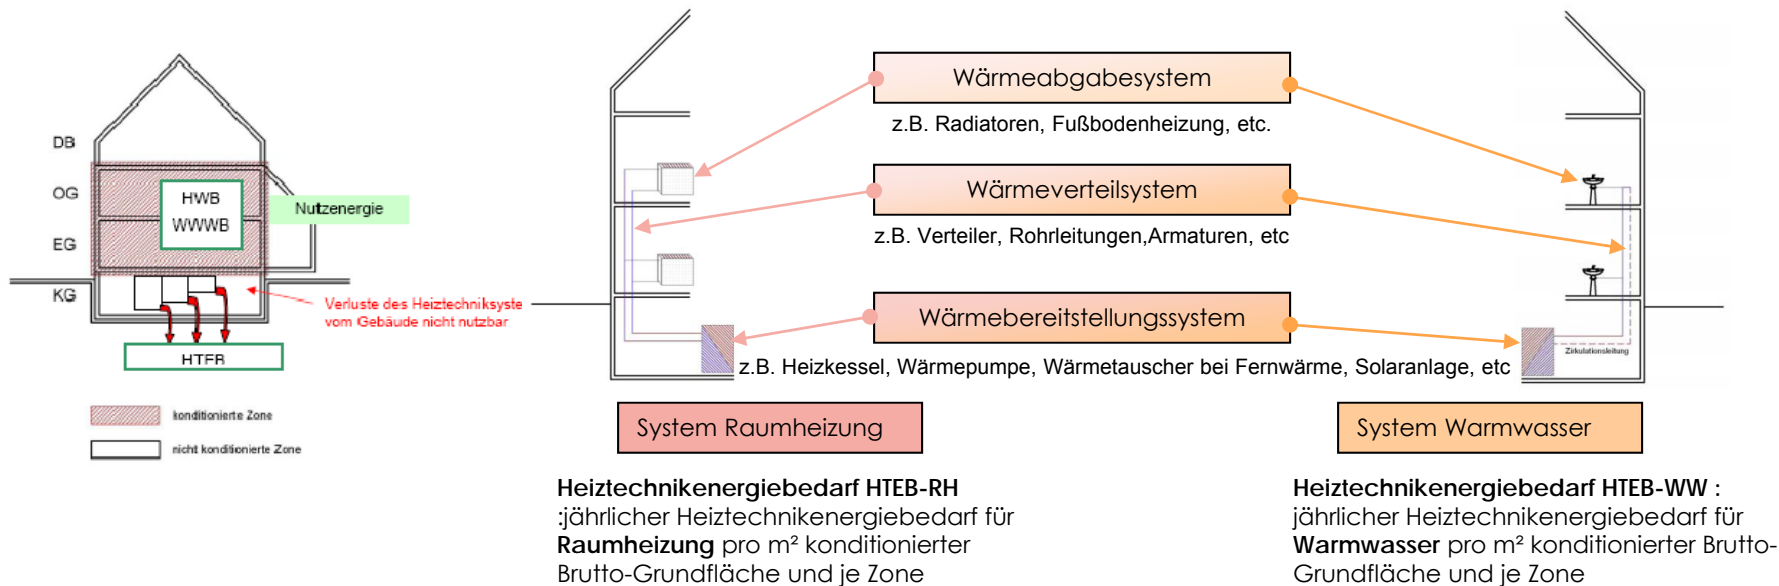 DB
OG
EG
KG
HWB
WWWB
Nutzenergie
Verluste des Heiztechniksyste
vom Gebäude nicht nutzbar
HTEB
konditionierte Zone
nicht konditionierte Zone
Wärmeabgabesystem
z.B. Radiatoren, Fußbodenheizung, etc.
Wärmeverteilsystem
z.B. Verteiler, Rohrleitungen,Armaturen, etc
Wärmebereitstellungssystem
z.B. Heizkessel, Wärmepumpe, Wärmetauscher bei Fernwärme, Solaranlage, etc
Zirkulationsleitung
System Raumheizung
System Warmwasser
Heiztechnikenergiebedarf HTEB-RH
:jährlicher Heiztechnikenergiebedarf für
Raumheizung pro m² konditionierter
Brutto-Grundfläche und je Zone
Heiztechnikenergiebedarf HTEB-WW :
jährlicher Heiztechnikenergiebedarf für
Warmwasser pro m² konditionierter Brutto-
Grundfläche und je Zone